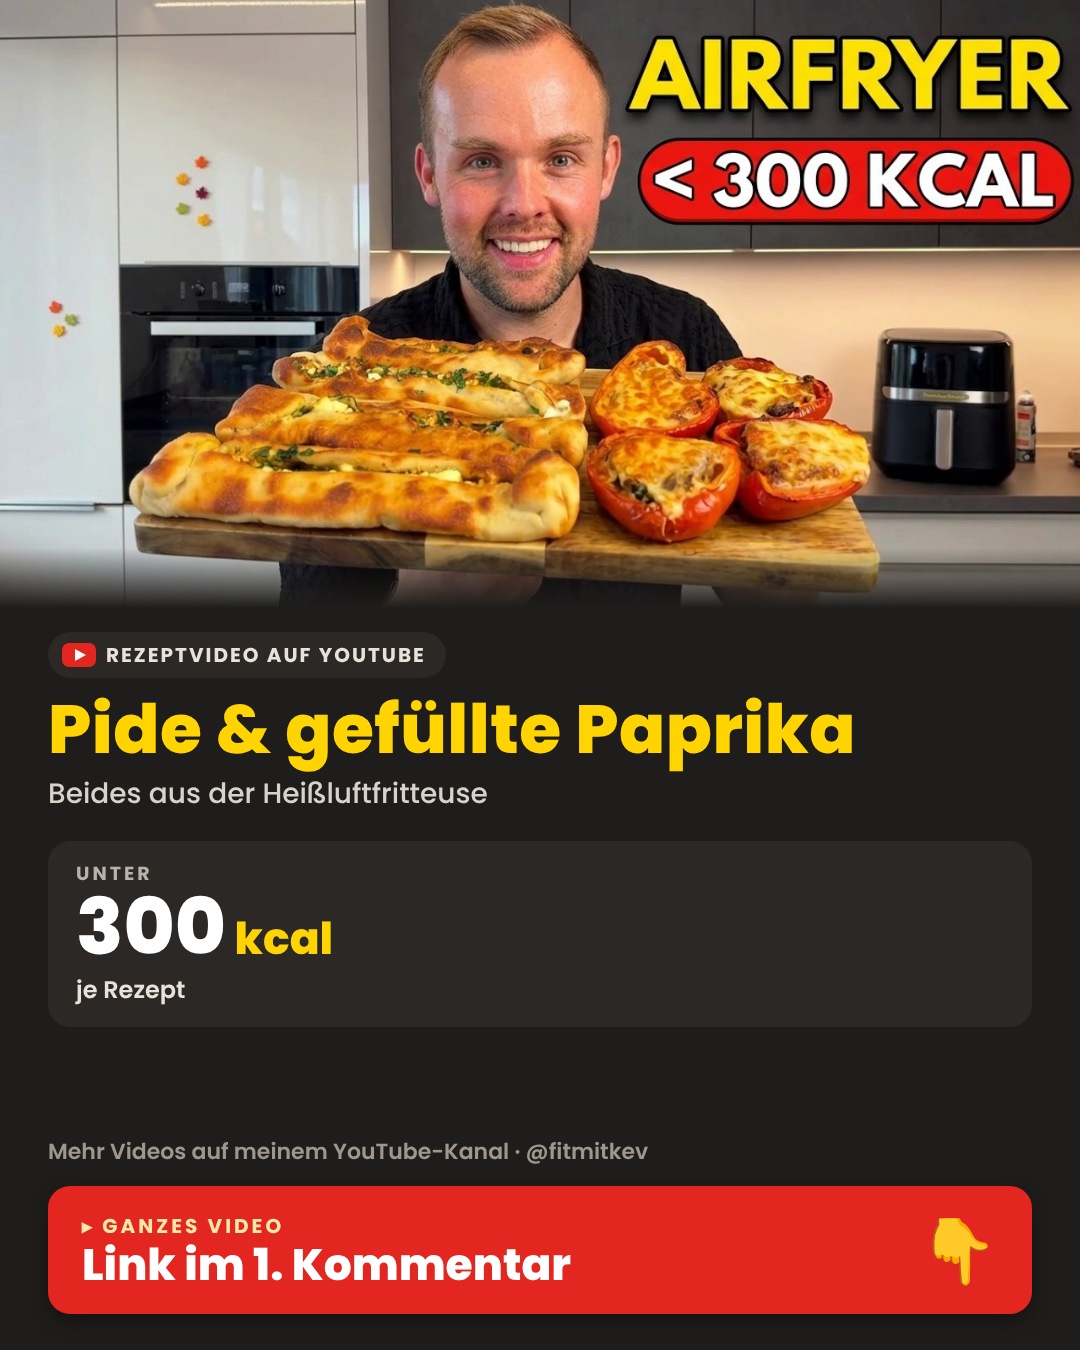 AIRFRYER
< 300 KCAL
REZEPTVIDEO AUF YOUTUBE
Pide & gefüllte Paprika
Beides aus der Heißluftfritteuse
UNTER
300 kcal
je Rezept
Mehr Videos auf meinem YouTube-Kanal · @fitmitkev
▸ GANZES VIDEO
Link im 1. Kommentar